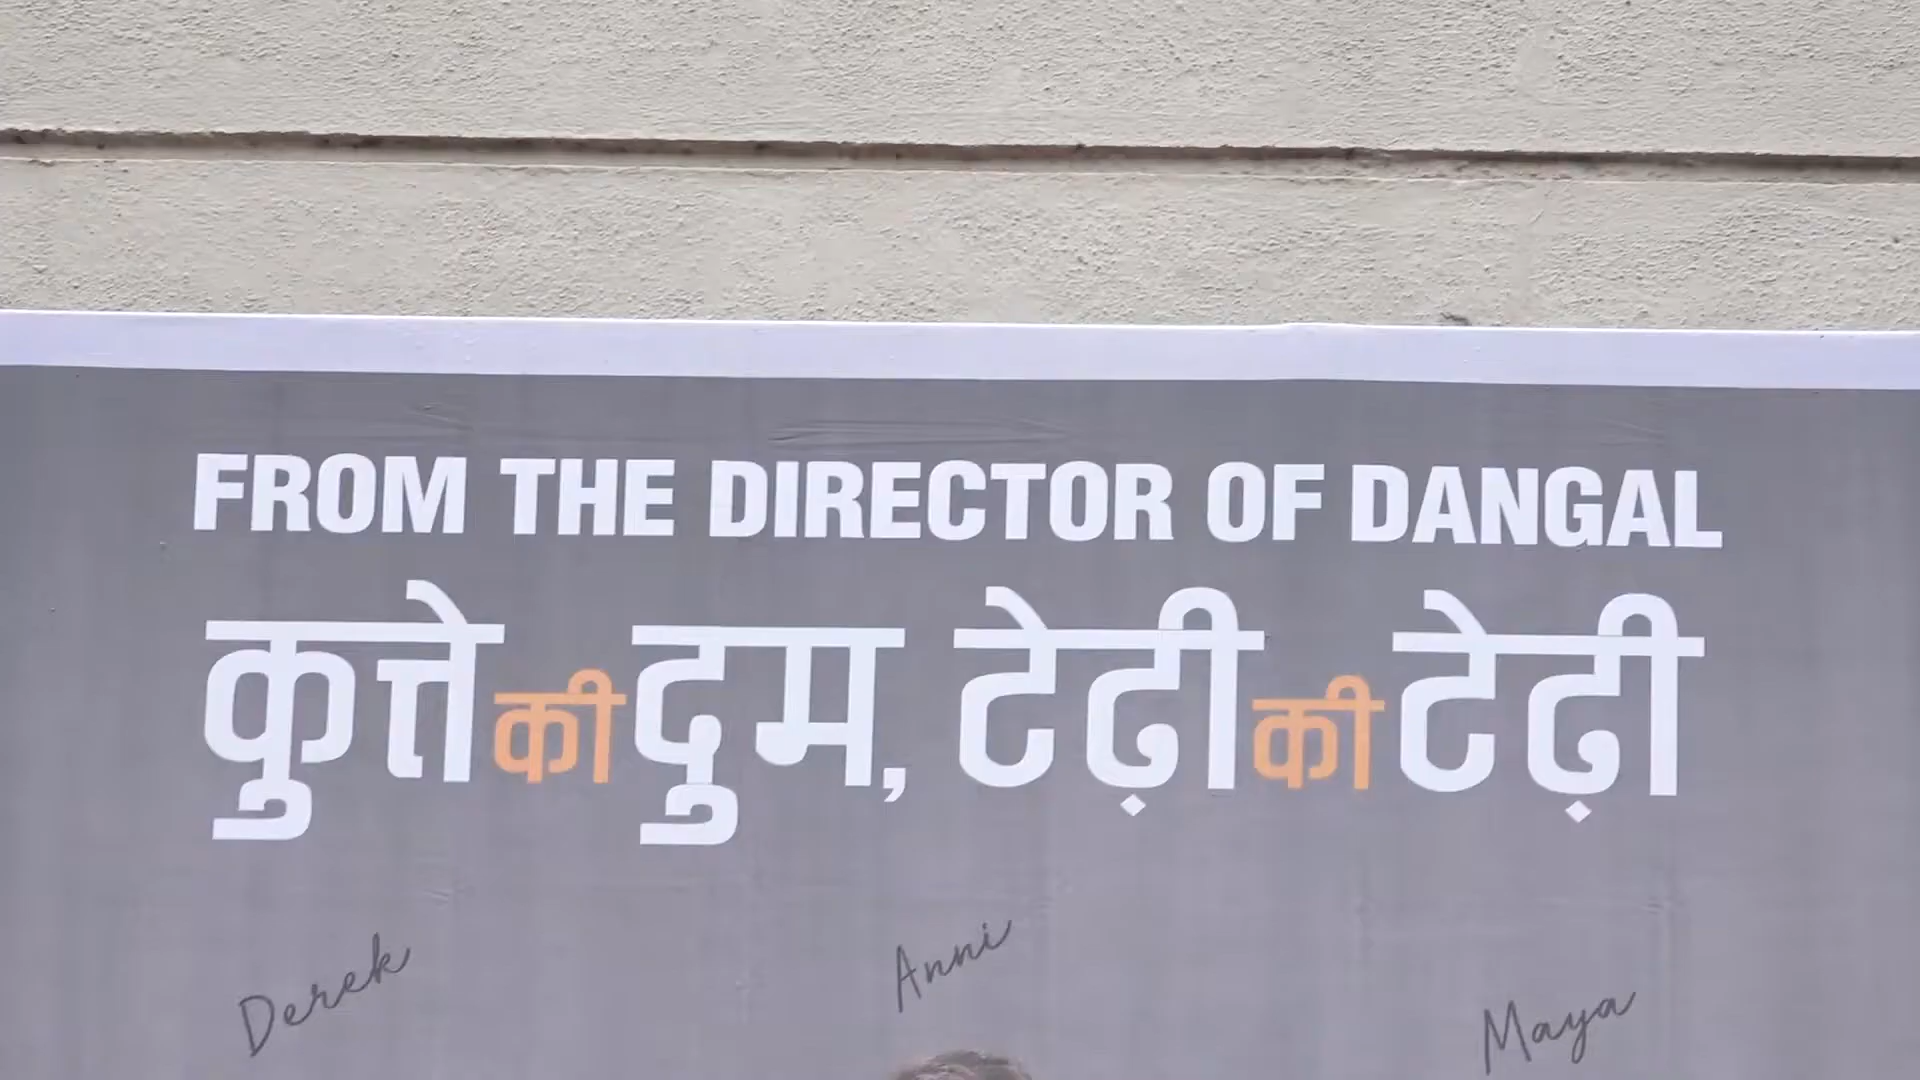 FROM THE DIRECTOR OF DANGAL
कुत्ते की दुम, टेढ़ी की टेढ़ी
Derek
Anni
Maya